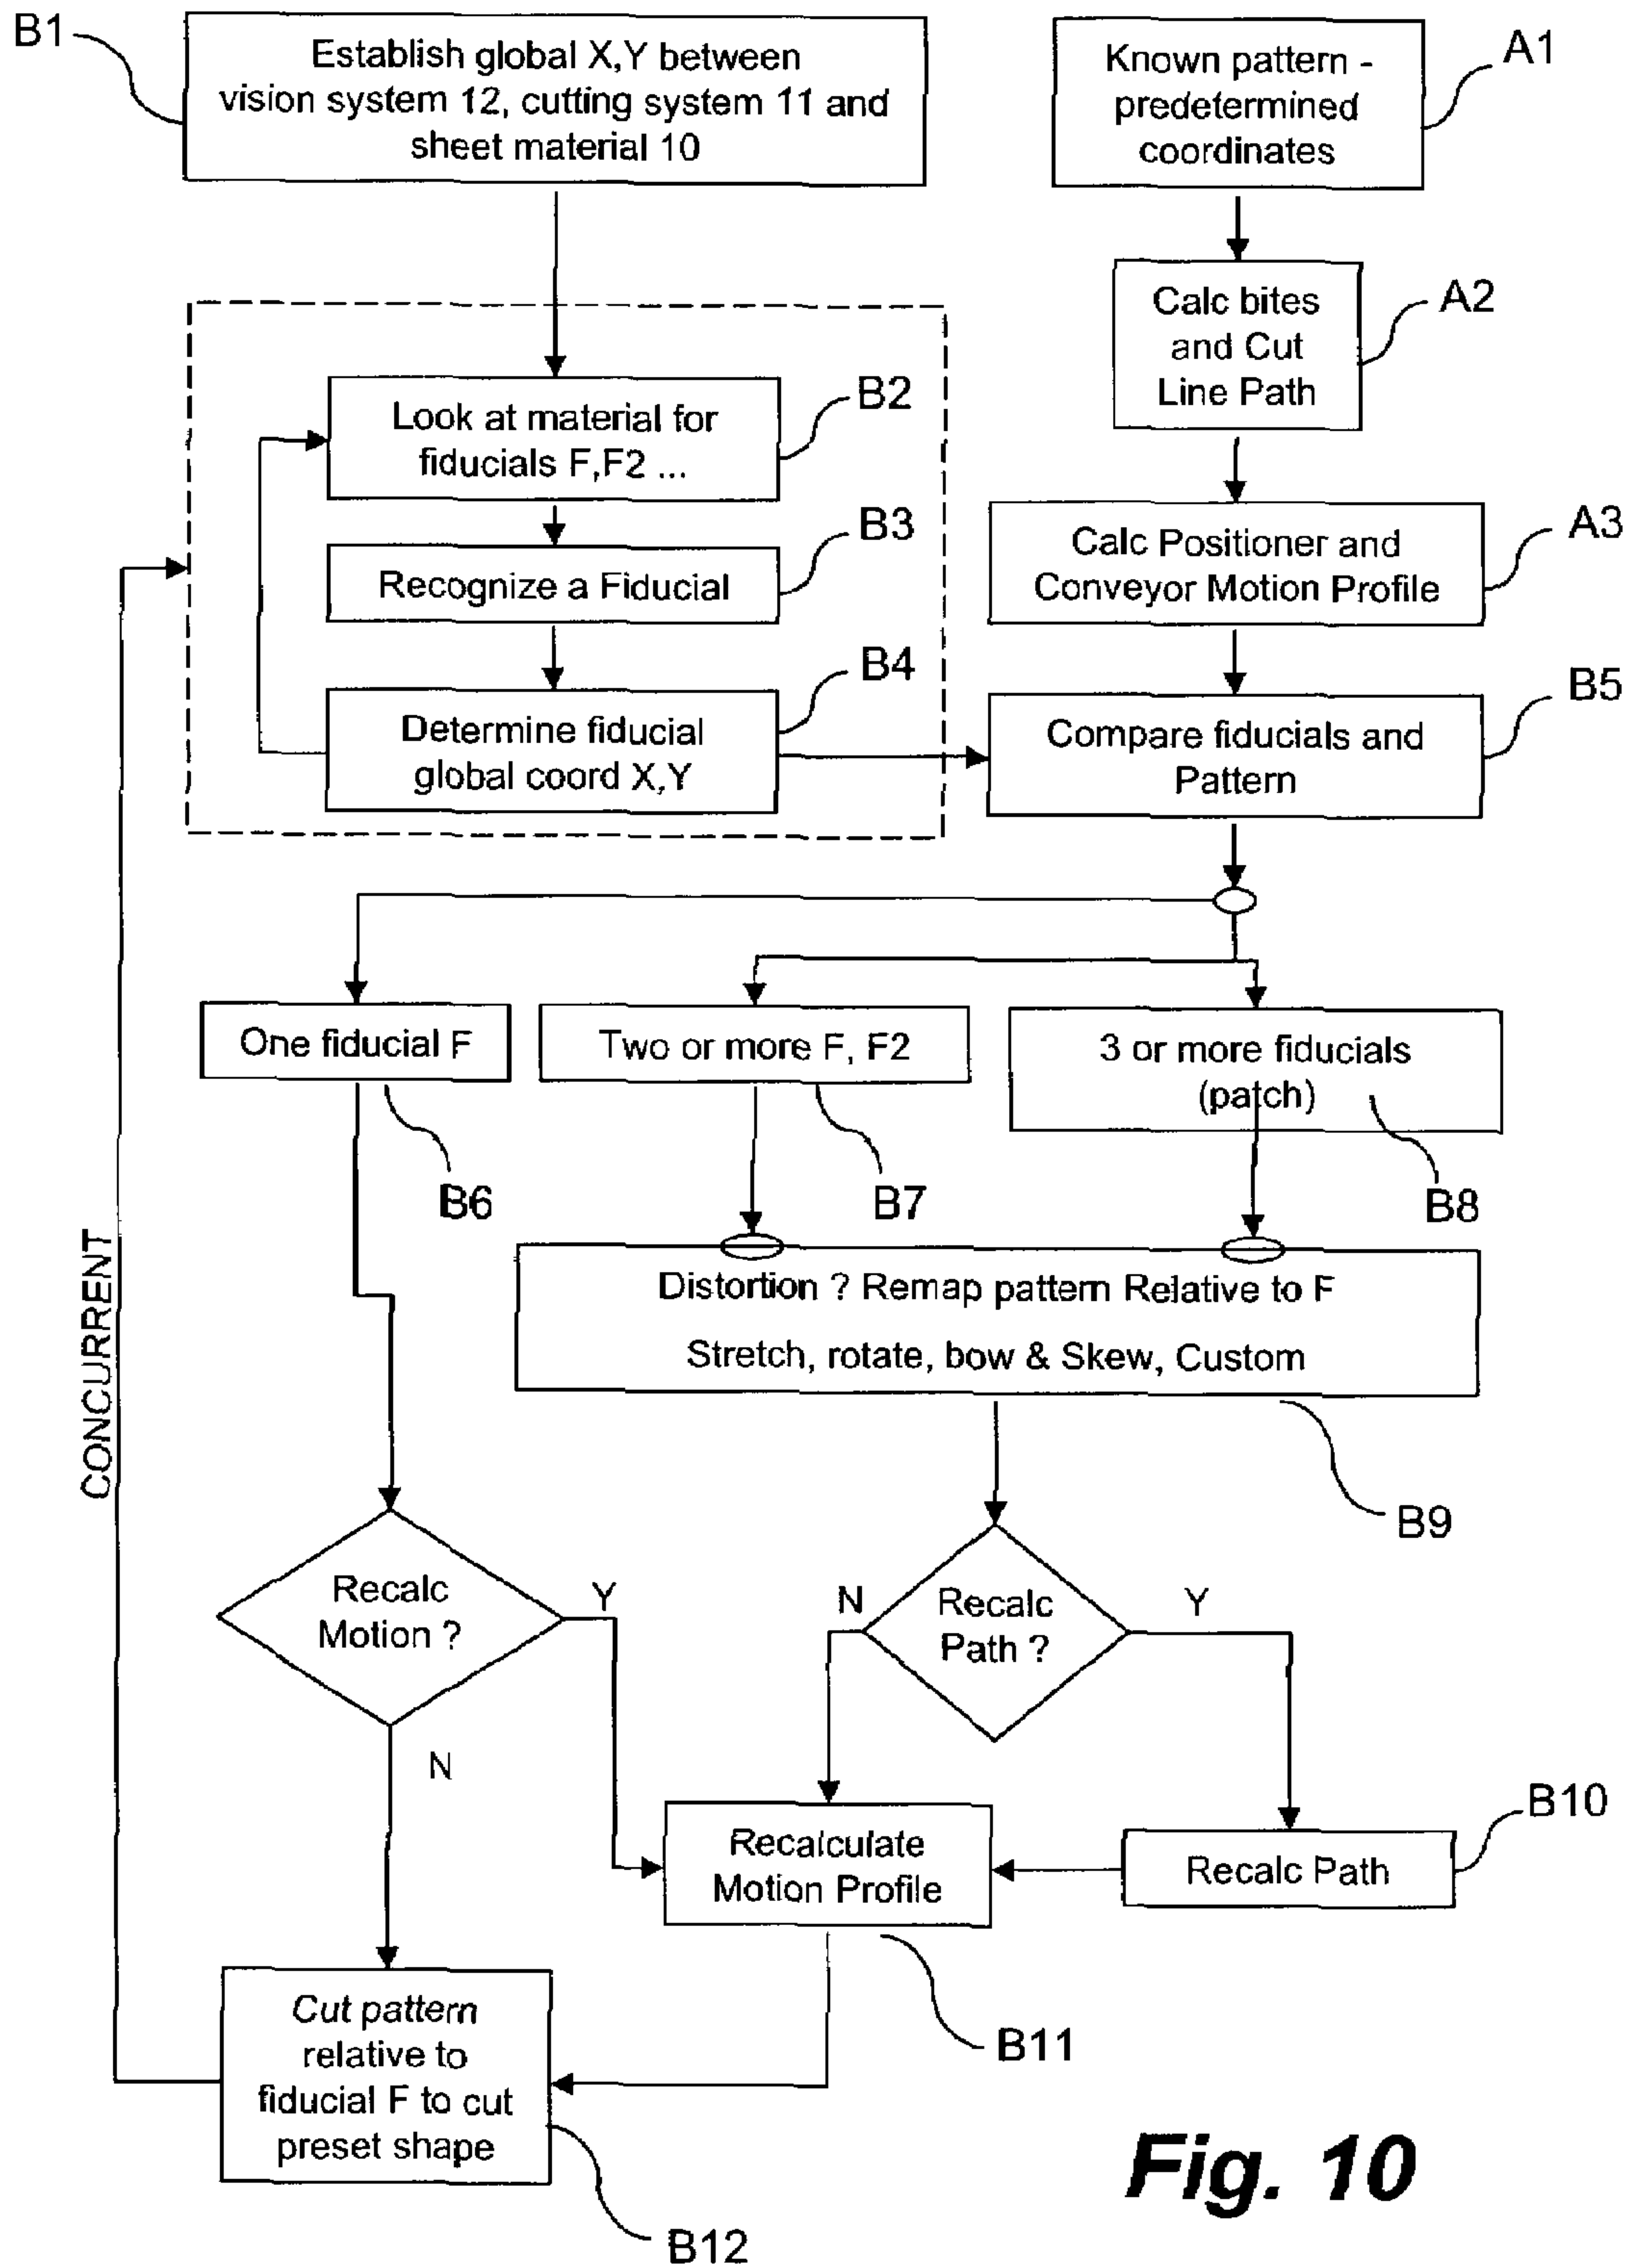 B1
Establish global X,Y between
vision system 12, cutting system 11 and
sheet material 10
Known pattern -
predetermined
coordinates
A1
Calc bites
and Cut
Line Path
A2
Look at material for
fiducials F,F2 ...
B2
Recognize a Fiducial
B3
Calc Positioner and
Conveyor Motion Profile
A3
Determine fiducial
global coord X,Y
B4
Compare fiducials and
Pattern
B5
One fiducial F
B6
Two or more F, F2
B7
3 or more fiducials
(patch)
B8
CONCURRENT
Distortion ? Remap pattern Relative to F
Stretch, rotate, bow & Skew, Custom
B9
Recalc
Motion ?
Y
N
Recalc
Path ?
N
Y
Recalculate
Motion Profile
B11
Recalc Path
B10
Cut pattern
relative to
fiducial F to cut
preset shape
B12
Fig. 10